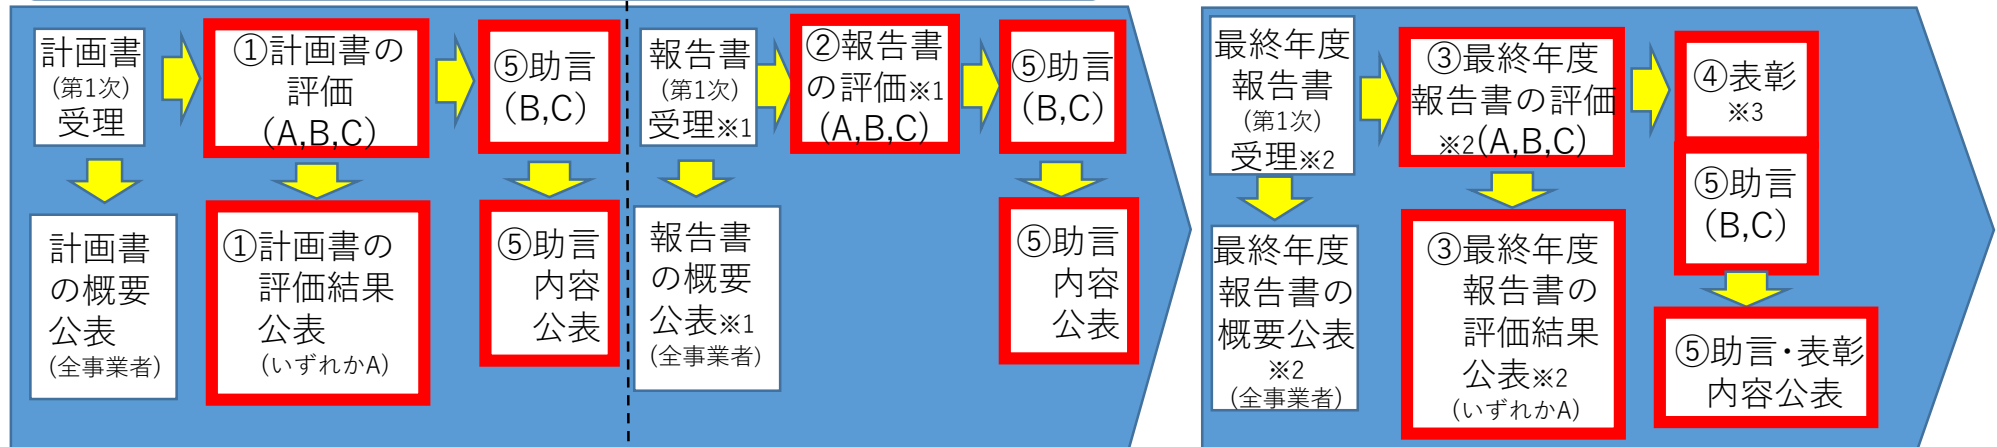 計画書
(第1次)
受理
①計画書の
評価
(A,B,C)
⑤助言
(B,C)
報告書
(第1次)
受理※1
②報告書
の評価※1
(A,B,C)
⑤助言
(B,C)
計画書
の概要
公表
(全事業者)
①計画書の
評価結果
公表
(いずれかA)
⑤助言
内容
公表
報告書
の概要
公表※1
(全事業者)
⑤助言
内容
公表
最終年度
報告書
(第1次)
受理※2
③最終年度
報告書の評価
※2(A,B,C)
④表彰
※3
⑤助言
(B,C)
最終年度
報告書の
概要公表
※2
(全事業者)
③最終年度
報告書の
評価結果
公表※2
(いずれかA)
⑤助言・表彰
内容公表